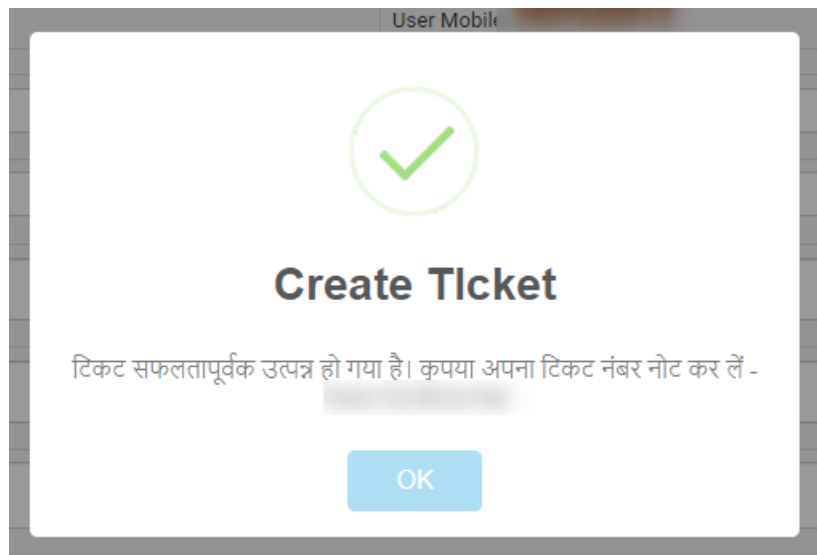 User Mobile
Create TIcket
टिकट सफलतापूर्वक उत्पन्न हो गया है। कृपया अपना टिकट नंबर नोट कर लें -
OK